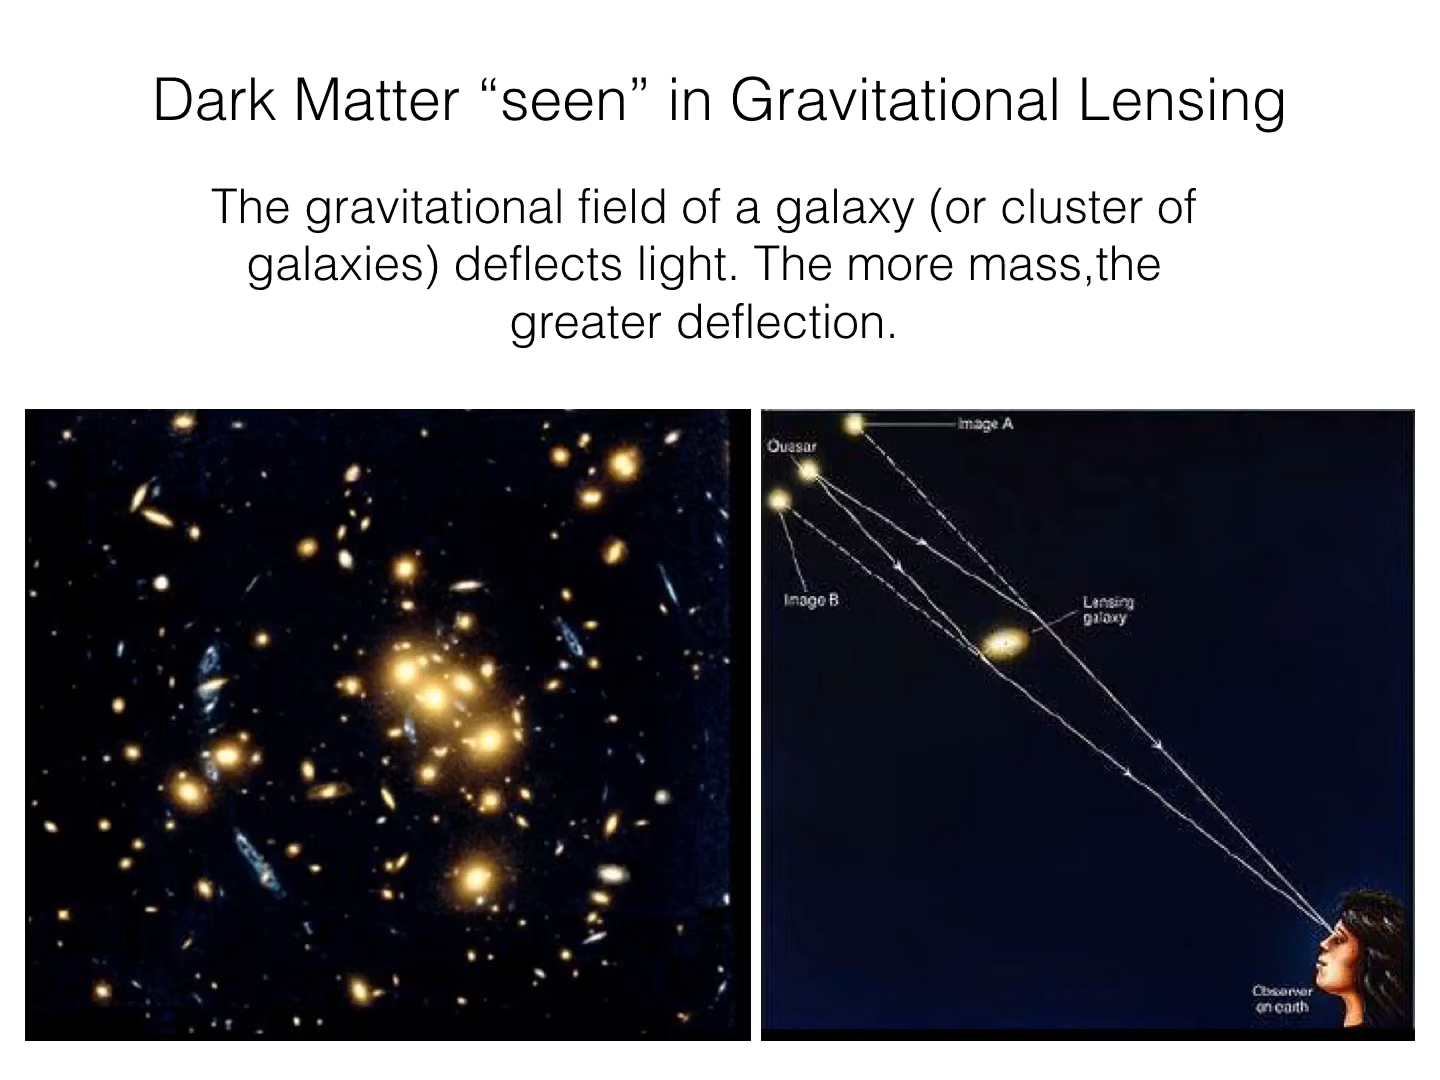 Dark Matter “seen” in Gravitational Lensing
The gravitational field of a galaxy (or cluster of
galaxies) deflects light. The more mass,the
greater deflection.
Image A
Quasar
Image B
Lensing
galaxy
Observer
on earth